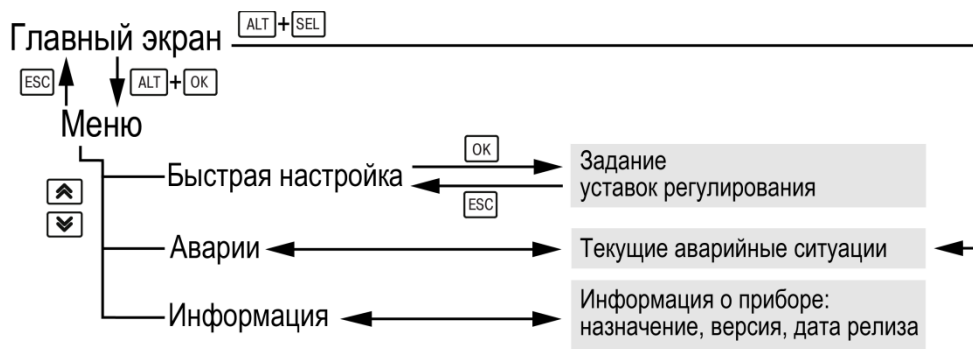 ALT + SEL
Главный экран
ESC
ALT + OK
Меню
OK
Быстрая настройка
ESC
Задание
уставок регулирования
Аварии
Текущие аварийные ситуации
Информация
Информация о приборе:
назначение, версия, дата релиза